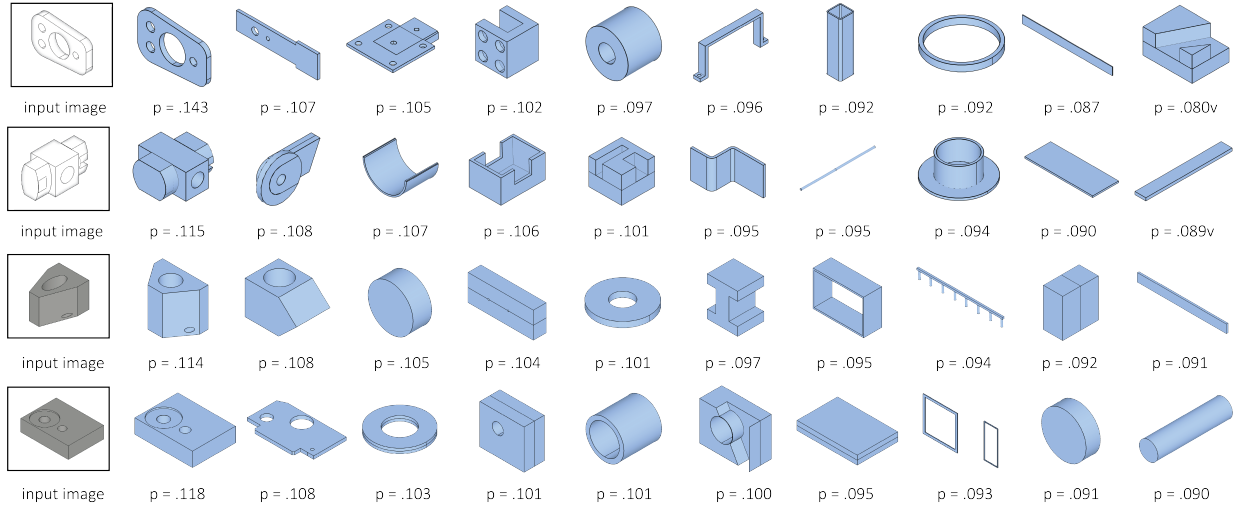 input image p = .143 p = .107 p = .105 p = .102 p = .097 p = .096 p = .092 p = .092 p = .087 p = .080v
input image p = .115 p = .108 p = .107 p = .106 p = .101 p = .095 p = .095 p = .094 p = .090 p = .089v
input image p = .114 p = .108 p = .105 p = .104 p = .101 p = .097 p = .095 p = .094 p = .092 p = .091
input image p = .118 p = .108 p = .103 p = .101 p = .101 p = .100 p = .095 p = .093 p = .091 p = .090